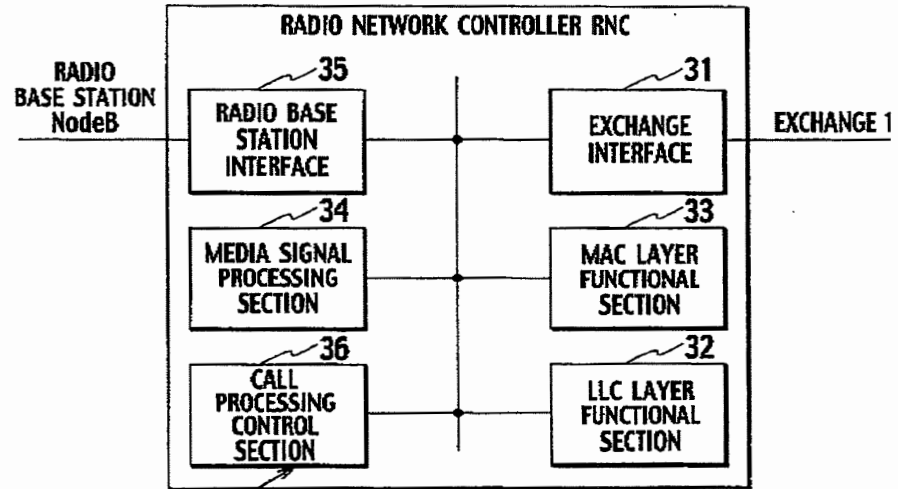 RADIO NETWORK CONTROLLER RNC
RADIO
BASE STATION
NodeB
35
RADIO BASE
STATION
INTERFACE
31
EXCHANGE
INTERFACE
EXCHANGE 1
34
MEDIA SIGNAL
PROCESSING
SECTION
33
MAC LAYER
FUNCTIONAL
SECTION
36
CALL
PROCESSING
CONTROL
SECTION
32
LLC LAYER
FUNCTIONAL
SECTION